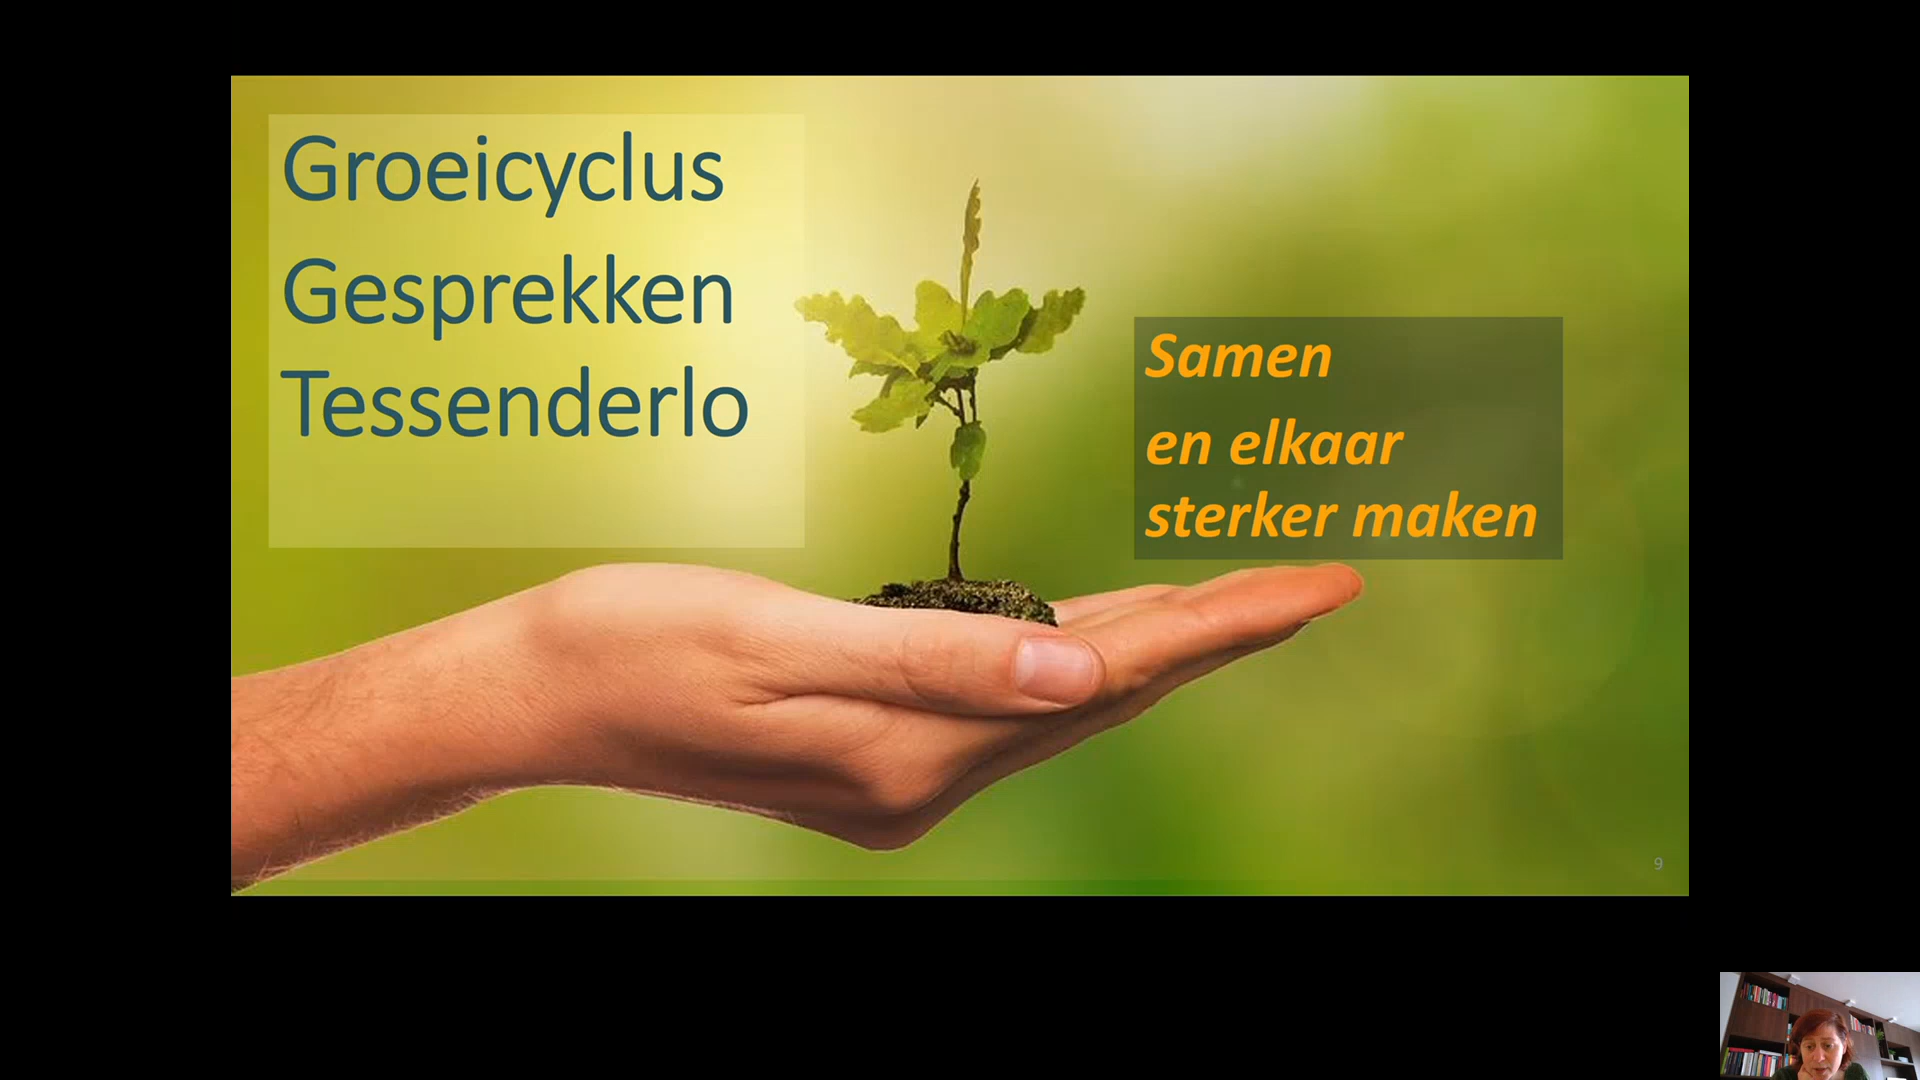 Groeicyclus
Gesprekken
Tessenderlo
Samen
en elkaar
sterker maken
9